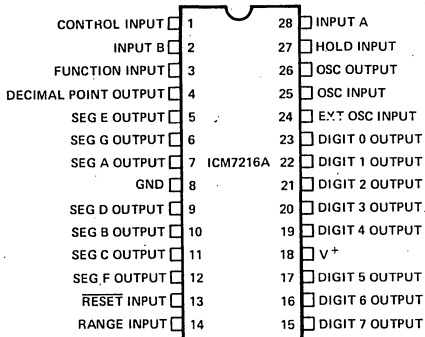 CONTROL INPUT 1 28 INPUT A
INPUT B 2 27 HOLD INPUT
FUNCTION INPUT 3 26 OSC OUTPUT
DECIMAL POINT OUTPUT 4 25 OSC INPUT
SEG E OUTPUT 5 24 EXT OSC INPUT
SEG G OUTPUT 6 23 DIGIT 0 OUTPUT
SEG A OUTPUT 7 ICM7216A 22 DIGIT 1 OUTPUT
GND 8 21 DIGIT 2 OUTPUT
SEG D OUTPUT 9 20 DIGIT 3 OUTPUT
SEG B OUTPUT 10 19 DIGIT 4 OUTPUT
SEG C OUTPUT 11 18 V+
SEG F OUTPUT 12 17 DIGIT 5 OUTPUT
RESET INPUT 13 16 DIGIT 6 OUTPUT
RANGE INPUT 14 15 DIGIT 7 OUTPUT